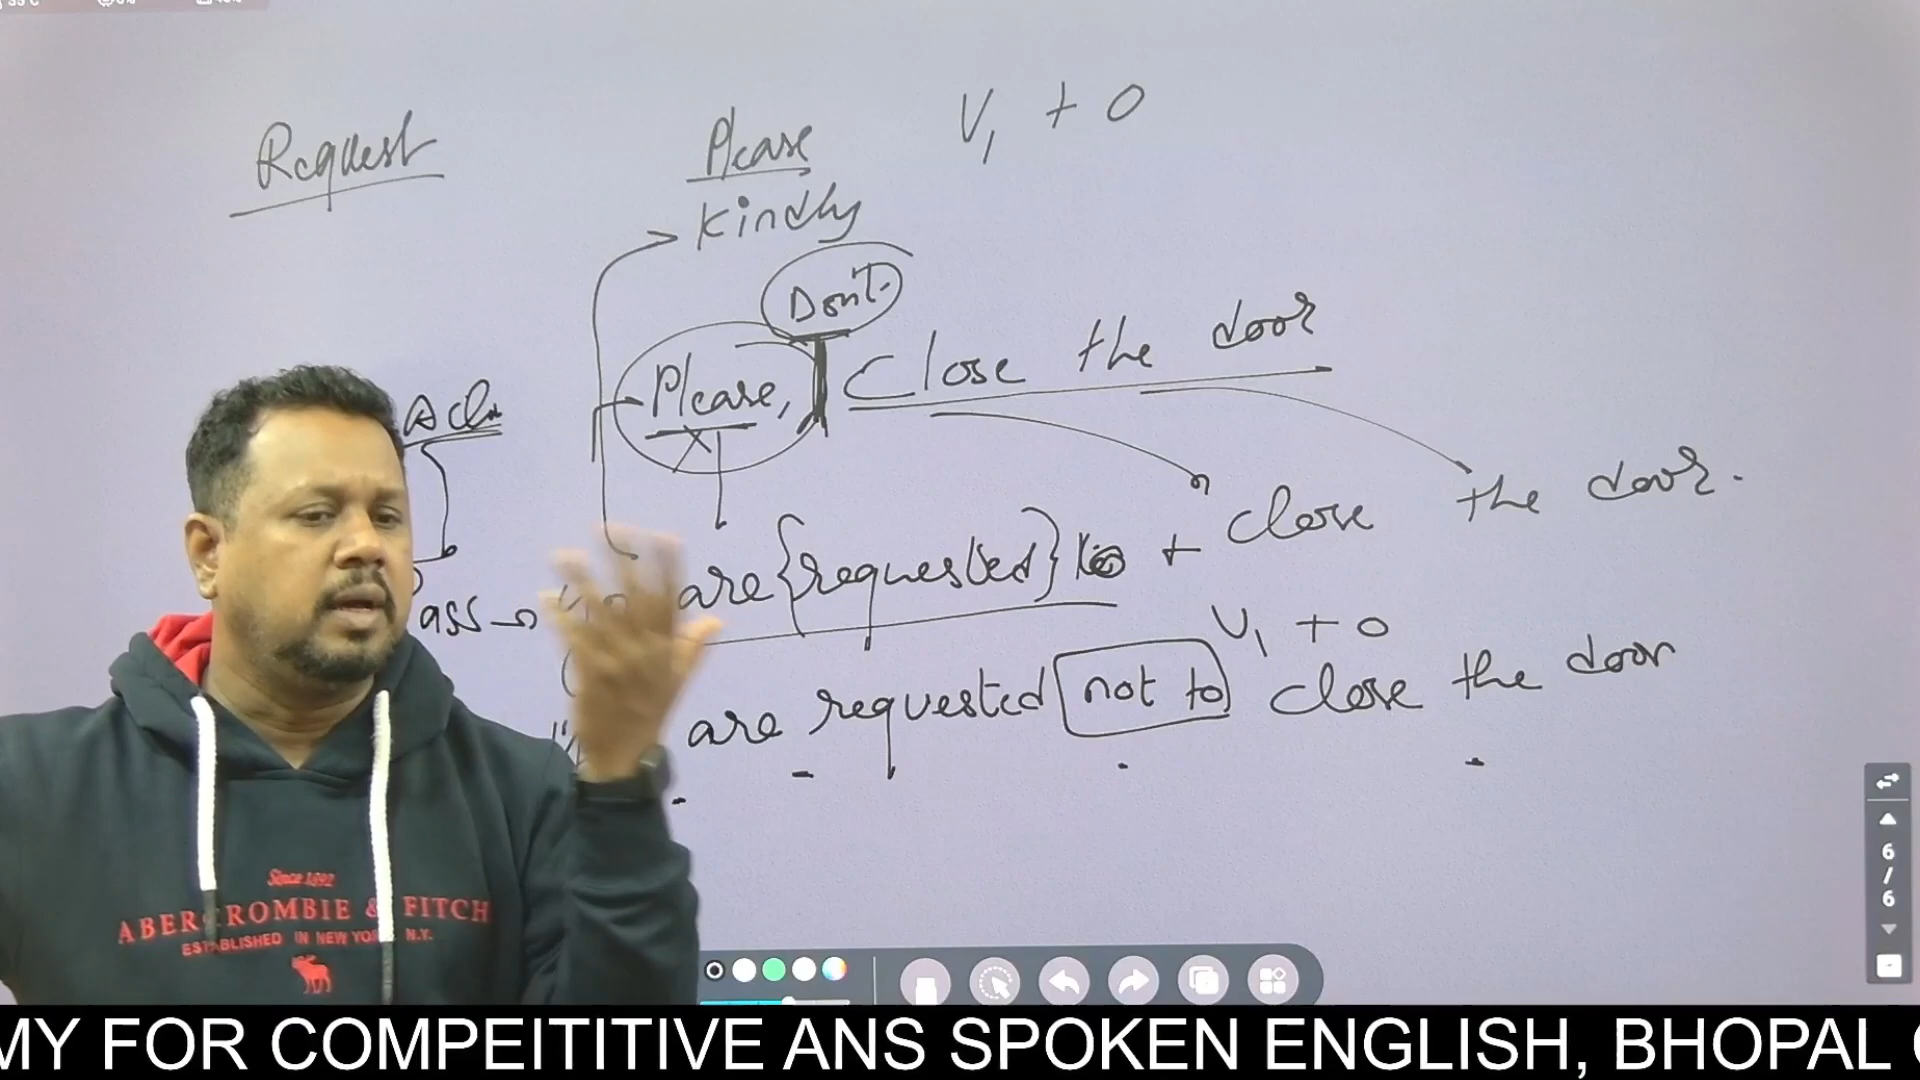 Request Please V₁ + O
Kindly
Don't.
Please, Close the door
are {requested} to + close the door.
V₁ + O
are requested not to close the door
Since 1892
ABERCROMBIE & FITCH
ESTABLISHED IN NEW YORK N.Y.
6
/
6
MY FOR COMPEITITIVE ANS SPOKEN ENGLISH, BHOPAL